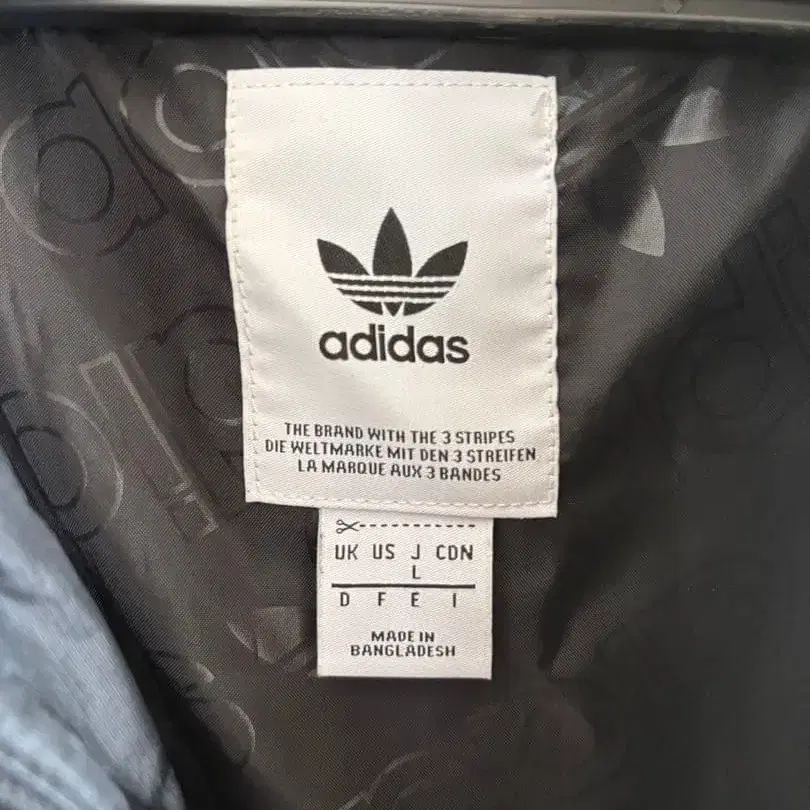 adidas
THE BRAND WITH THE 3 STRIPES
DIE WELTMARKE MIT DEN 3 STREIFEN
LA MARQUE AUX 3 BANDES
UK US J CDN
L
D F E I
MADE IN
BANGLADESH